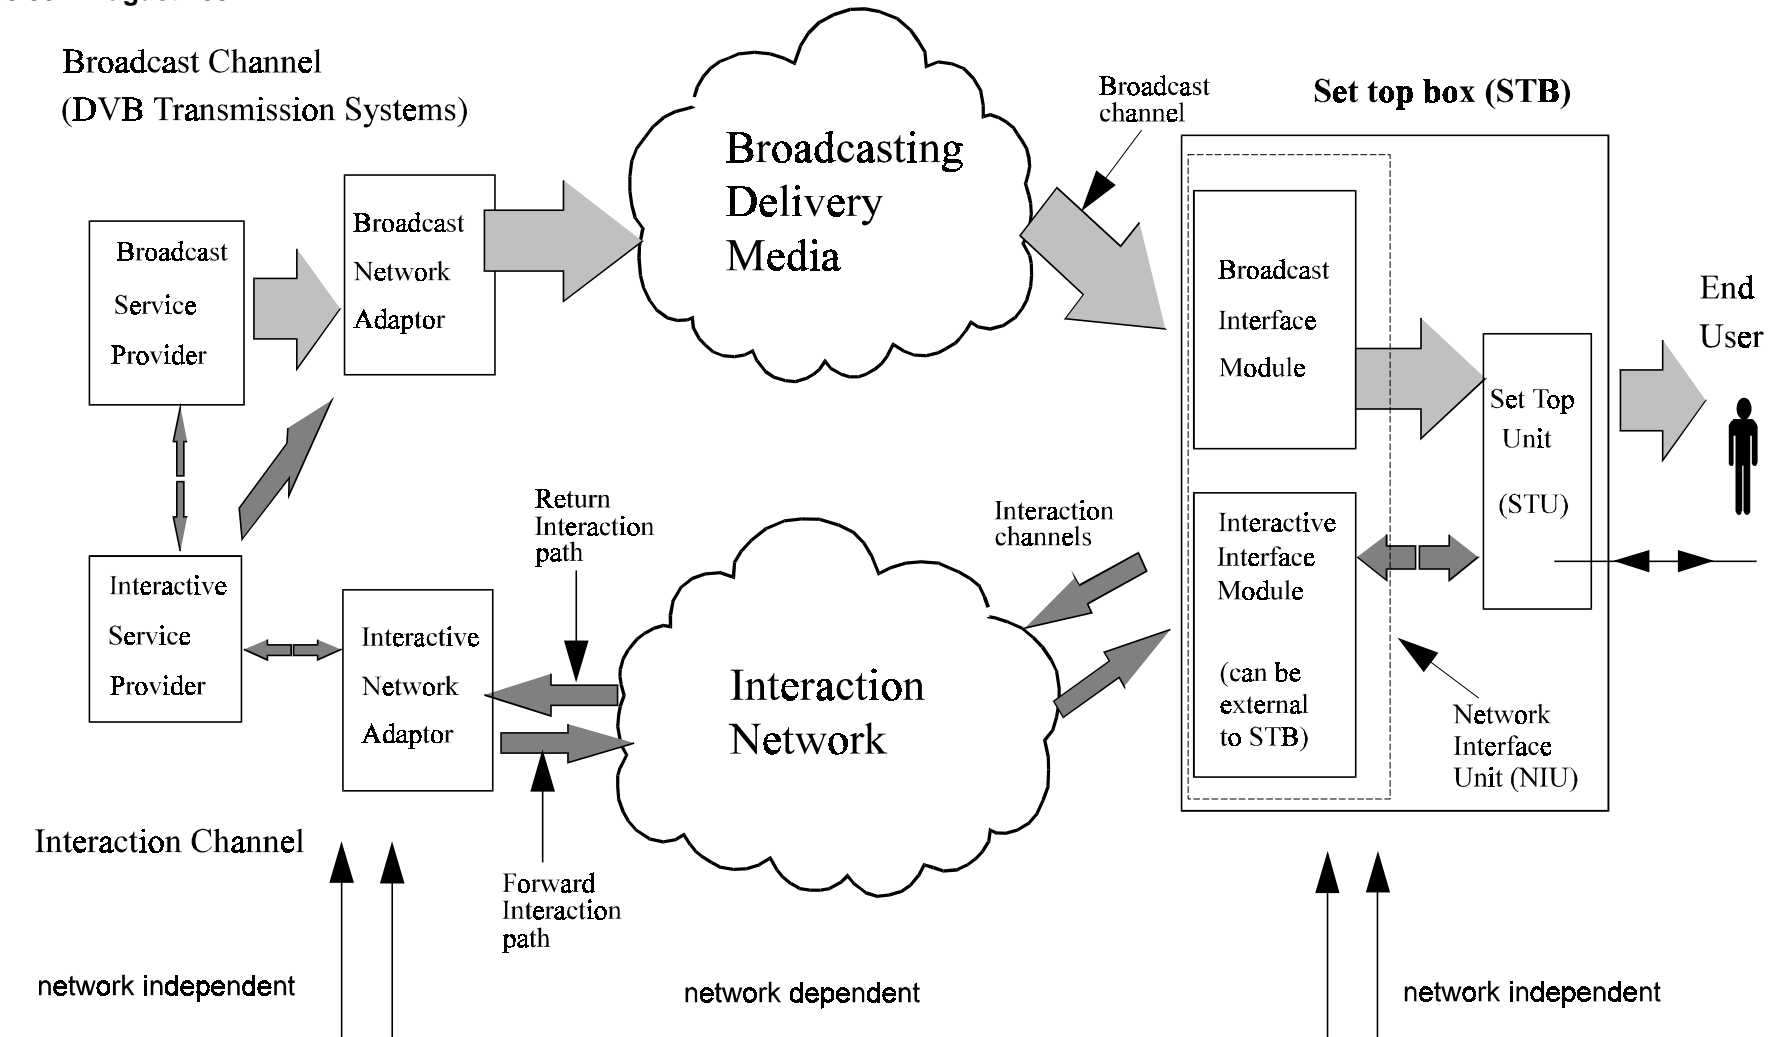 Broadcast Channel
(DVB Transmission Systems)
Broadcast
Service
Provider
Broadcast
Network
Adaptor
Broadcasting
Delivery
Media
Broadcast
channel
Set top box (STB)
Broadcast
Interface
Module
Set Top
Unit
(STU)
End
User
Interactive
Service
Provider
Interactive
Network
Adaptor
Return
Interaction
path
Forward
Interaction
path
Interaction
Network
Interaction
channels
Interactive
Interface
Module
(can be
external
to STB)
Network
Interface
Unit (NIU)
Interaction Channel
network independent
network dependent
network independent